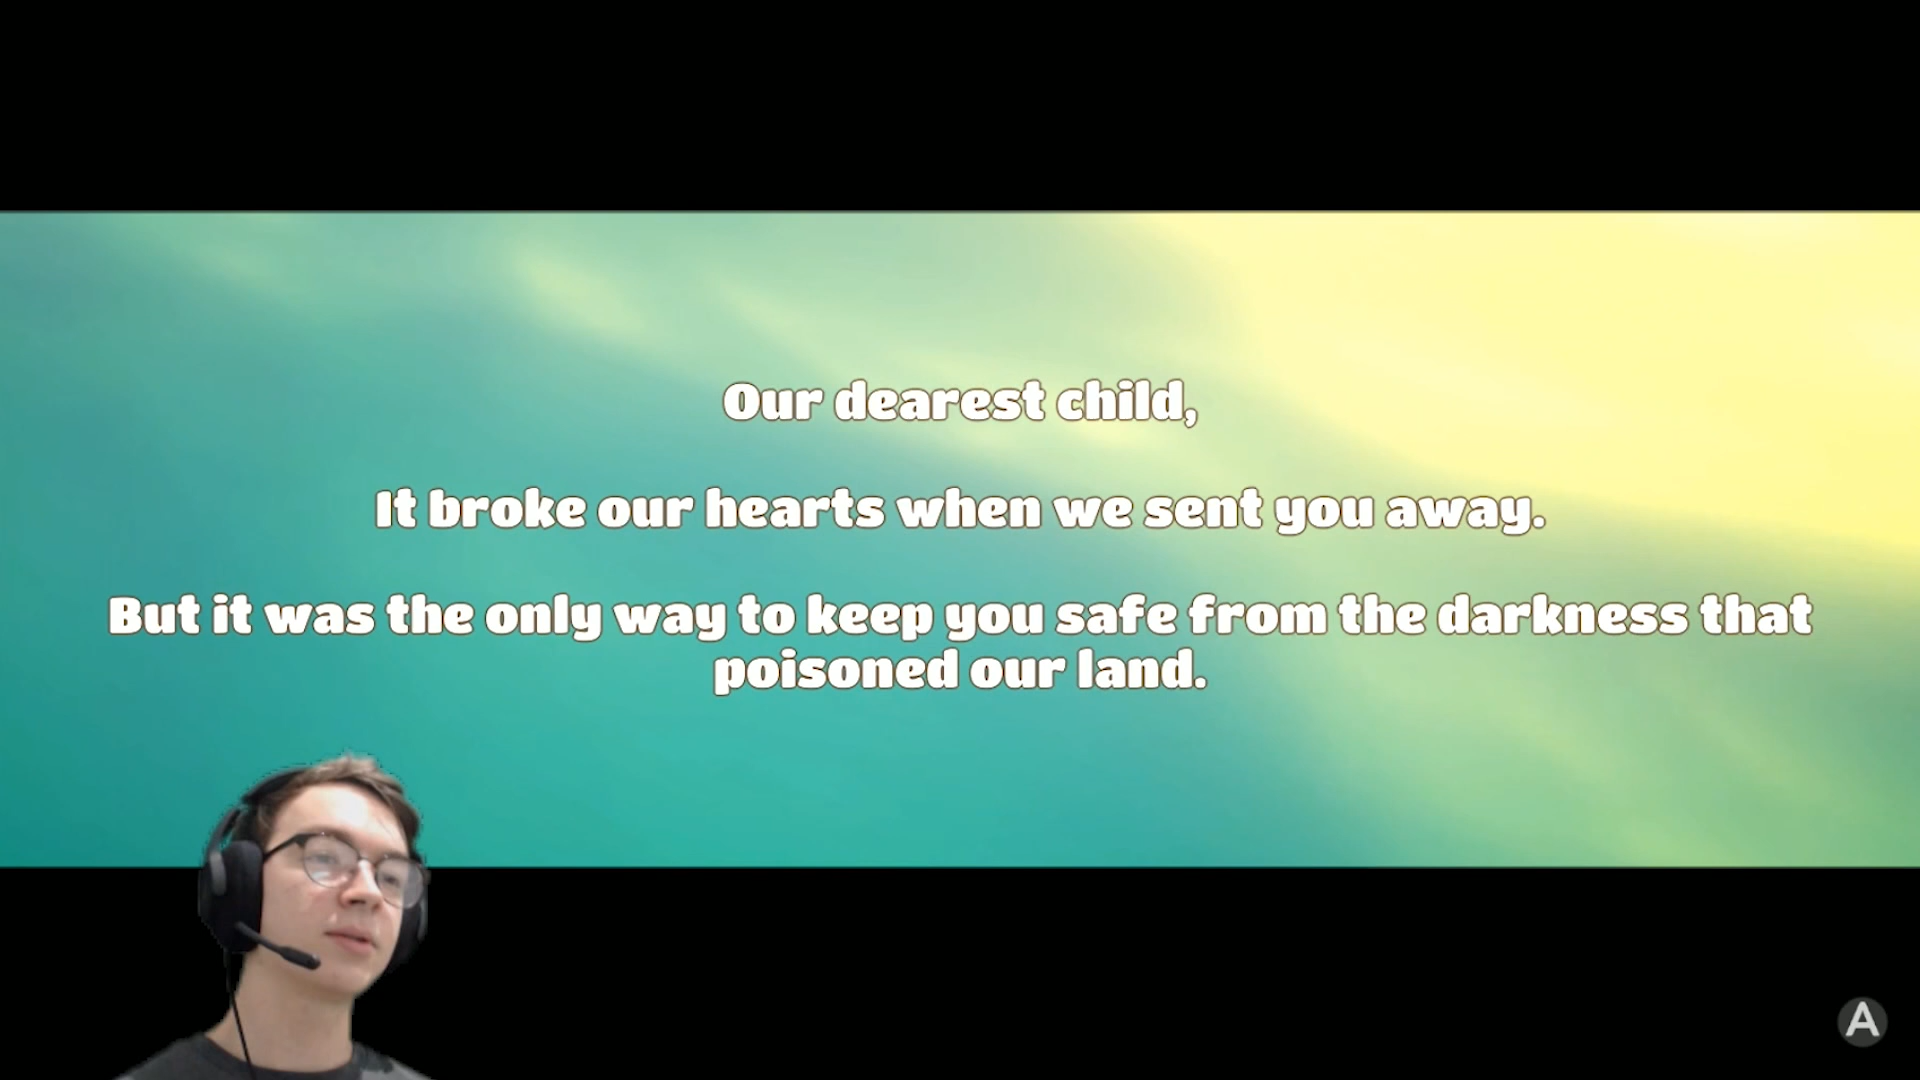 Our dearest child,
It broke our hearts when we sent you away.
But it was the only way to keep you safe from the darkness that
poisoned our land.
A